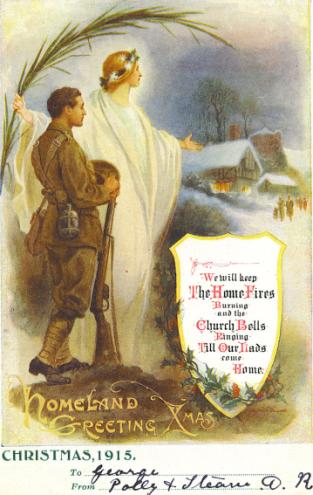 We will keep
The Home Fires
Burning
and the
Church Bells
Ringing
Till Our Lads
come
Home.
HOMELAND
GREETING XMAS
CHRISTMAS, 1915.
To George
From Polly & A. R